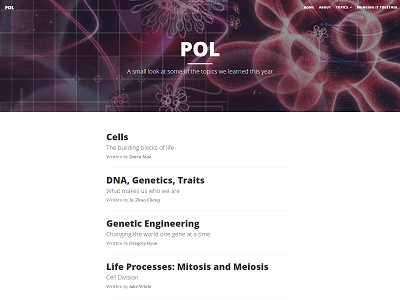 POL
HOME ABOUT TOPICS BRINGING IT TOGETHER
POL
A small look at some of the topics we learned this year
Cells
The building blocks of life
Written by Darin Mao
DNA, Genetics, Traits
What makes us who we are
Written by Ja-Zhua Cheng
Genetic Engineering
Changing the world one gene at a time
Written by Gregory Byun
Life Processes: Mitosis and Meiosis
Cell Division
Written by Jake White